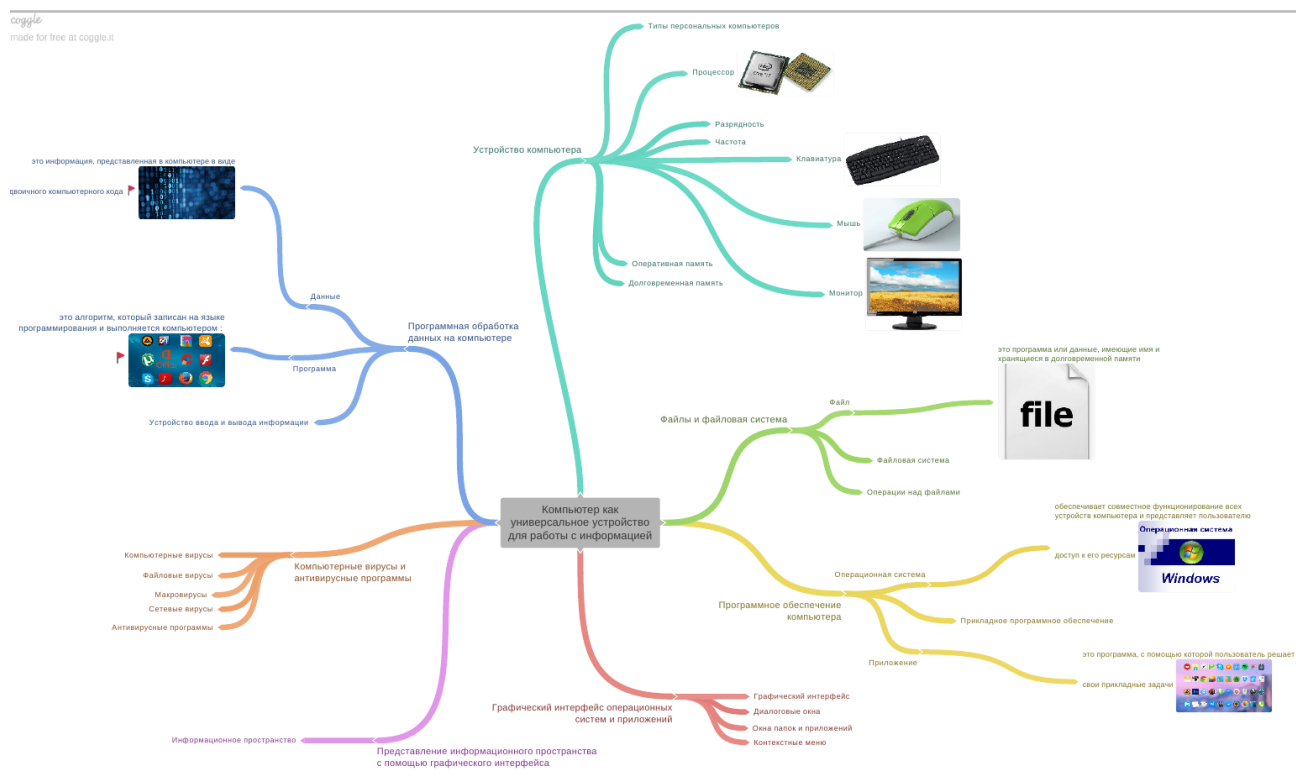 coggle
made for free at coggle.it
Типы персональных компьютеров
Процессор
Разрядность
Частота
Устройство компьютера
Клавиатура
Мышь
Оперативная память
Долговременная память
Монитор
это информация, представленная в компьютере в виде
двоичного компьютерного кода
Данные
это алгоритм, который записан на языке
программирования и выполняется компьютером :
Программная обработка
данных на компьютере
Программа
Устройство ввода и вывода информации
это программа или данные, имеющие имя и
хранящиеся в долговременной памяти
file
Файл
Файлы и файловая система
Файловая система
Операции над файлами
Компьютер как
универсальное устройство
для работы с информацией
обеспечивает совместное функционирование всех
устройств компьютера и представляет пользователю
доступ к его ресурсам
Операционная система
Windows
Операционная система
Программное обеспечение
компьютера
Прикладное программное обеспечение
Приложение
это программа, с помощью которой пользователь решает
свои прикладные задачи
Компьютерные вирусы
Файловые вирусы
Макровирусы
Сетевые вирусы
Антивирусные программы
Компьютерные вирусы и
антивирусные программы
Графический интерфейс операционных
систем и приложений
Графический интерфейс
Диалоговые окна
Окна папок и приложений
Контекстные меню
Информационное пространство
Представление информационного пространства
с помощью графического интерфейса